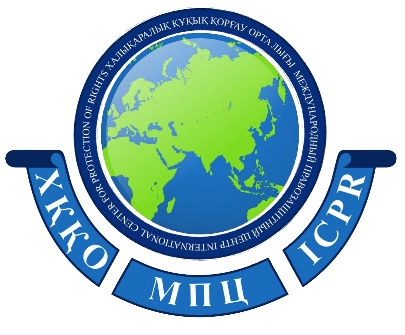 INTERNATIONAL CENTER FOR PROTECTION OF RIGHTS ХАЛЫҚАРАЛЫҚ ҚҰҚЫҚ ҚОРҒАУ ОРТАЛЫҒЫ МЕЖДУНАРОДНЫЙ ПРАВОЗАЩИТНЫЙ ЦЕНТР
ХҚҚО
МПЦ
ICPR